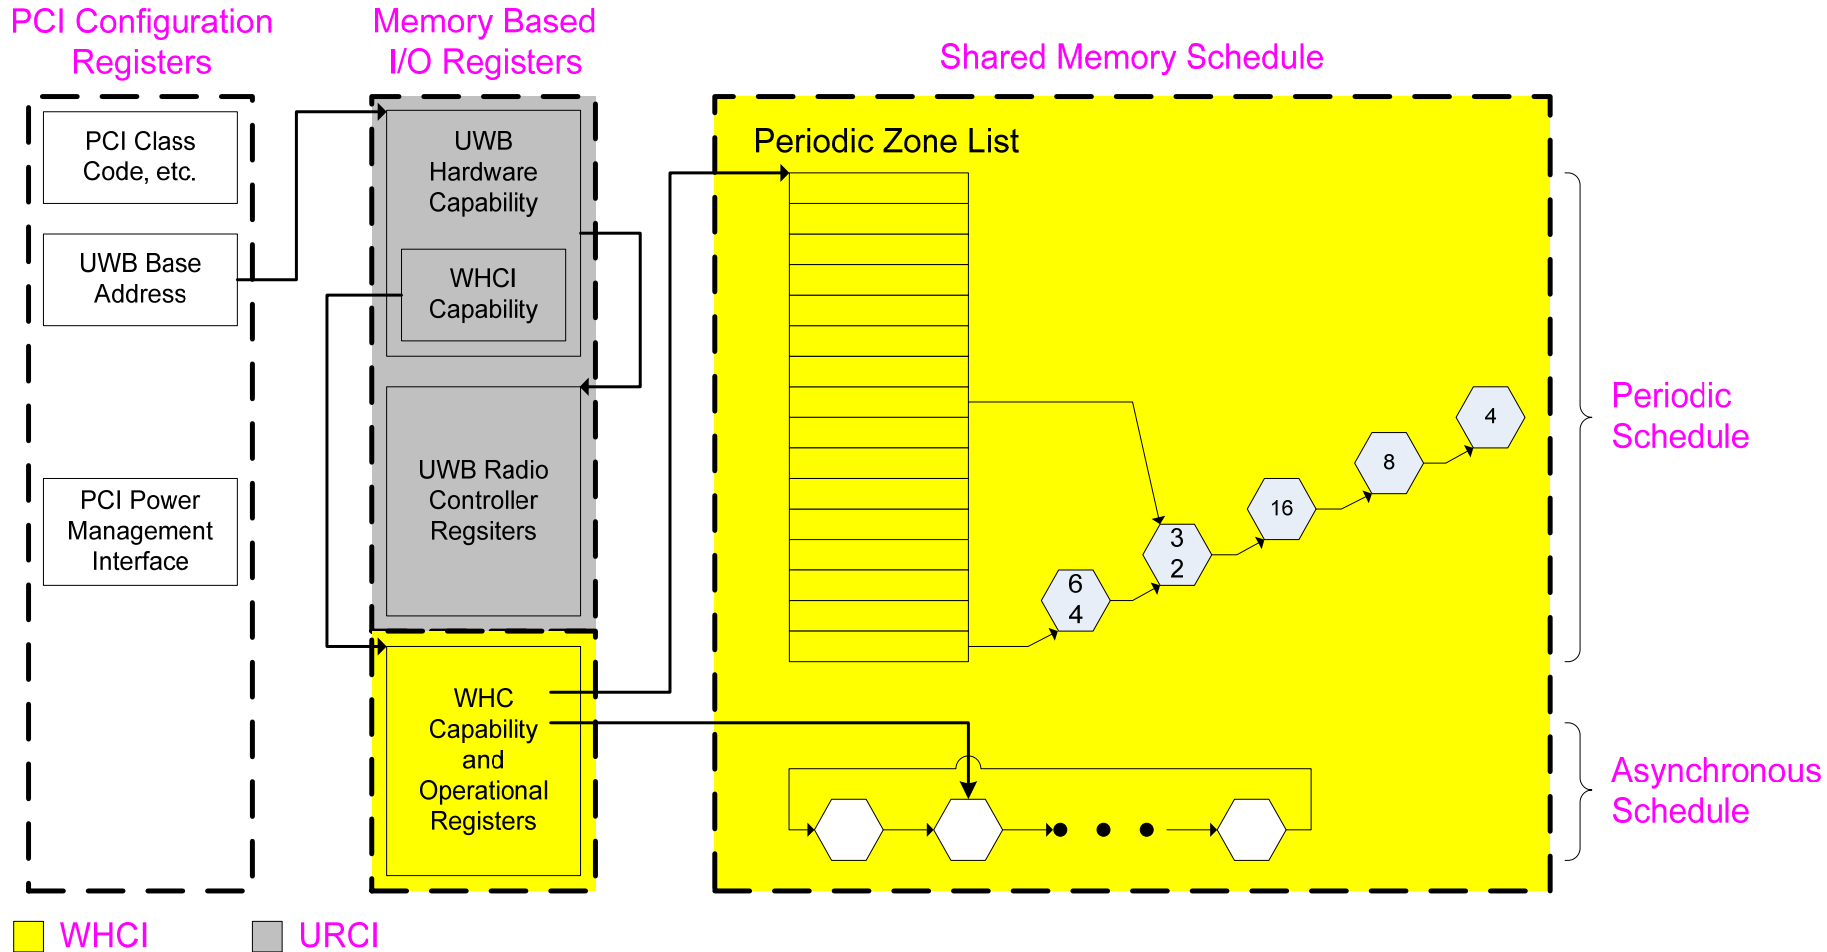 PCI Configuration
Registers
Memory Based
I/O Registers
Shared Memory Schedule
PCI Class
Code, etc.
UWB Base
Address
PCI Power
Management
Interface
UWB
Hardware
Capability
WHCI
Capability
UWB Radio
Controller
Regsiters
WHC
Capability
and
Operational
Registers
Periodic Zone List
6
4
3
2
16
8
4
Periodic
Schedule
Asynchronous
Schedule
WHCI
URCI